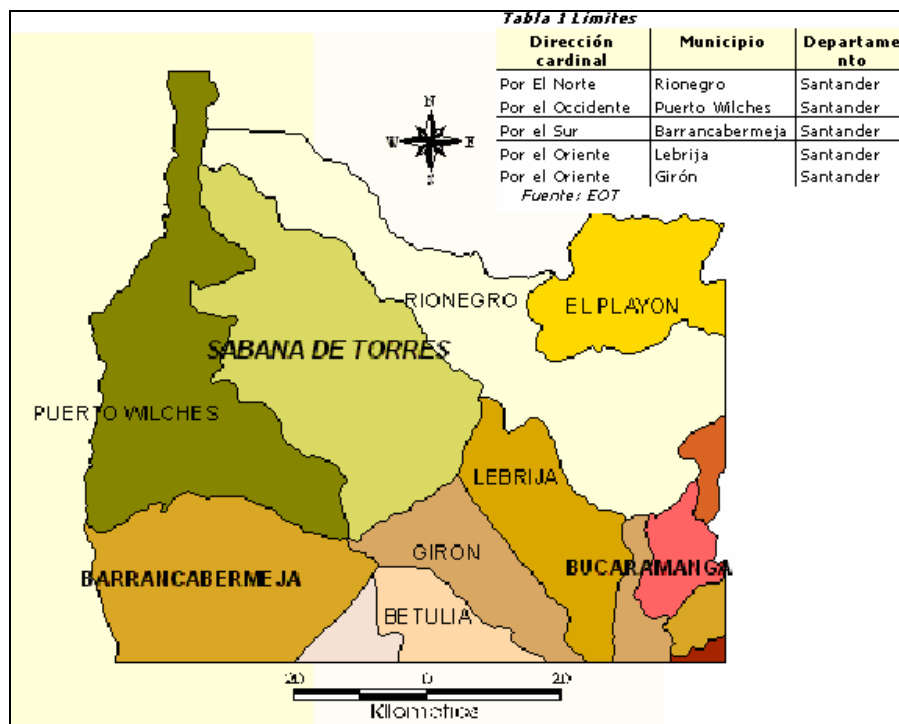 Tabla 1 Límites
Dirección cardinal Municipio Departamento
Por El Norte Rionegro Santander
Por el Occidente Puerto Wilches Santander
Por el Sur Barrancabermeja Santander
Por el Oriente Lebrija Santander
Por el Oriente Girón Santander
Fuente: EOT
N
W E
S
RIONEGRO
EL PLAYON
SABANA DE TORRES
PUERTO WILCHES
LEBRIJA
GIRON
BUCARAMANGA
BARRANCABERMEJA
BETULIA
20 0 20
Kilometros